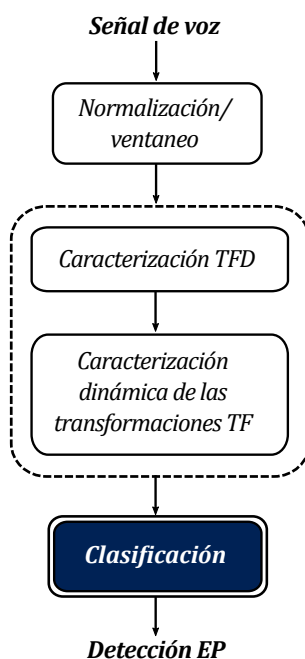 Señal de voz
Normalización/
ventaneo
Caracterización TFD
Caracterización
dinámica de las
transformaciones TF
Clasificación
Detección EP